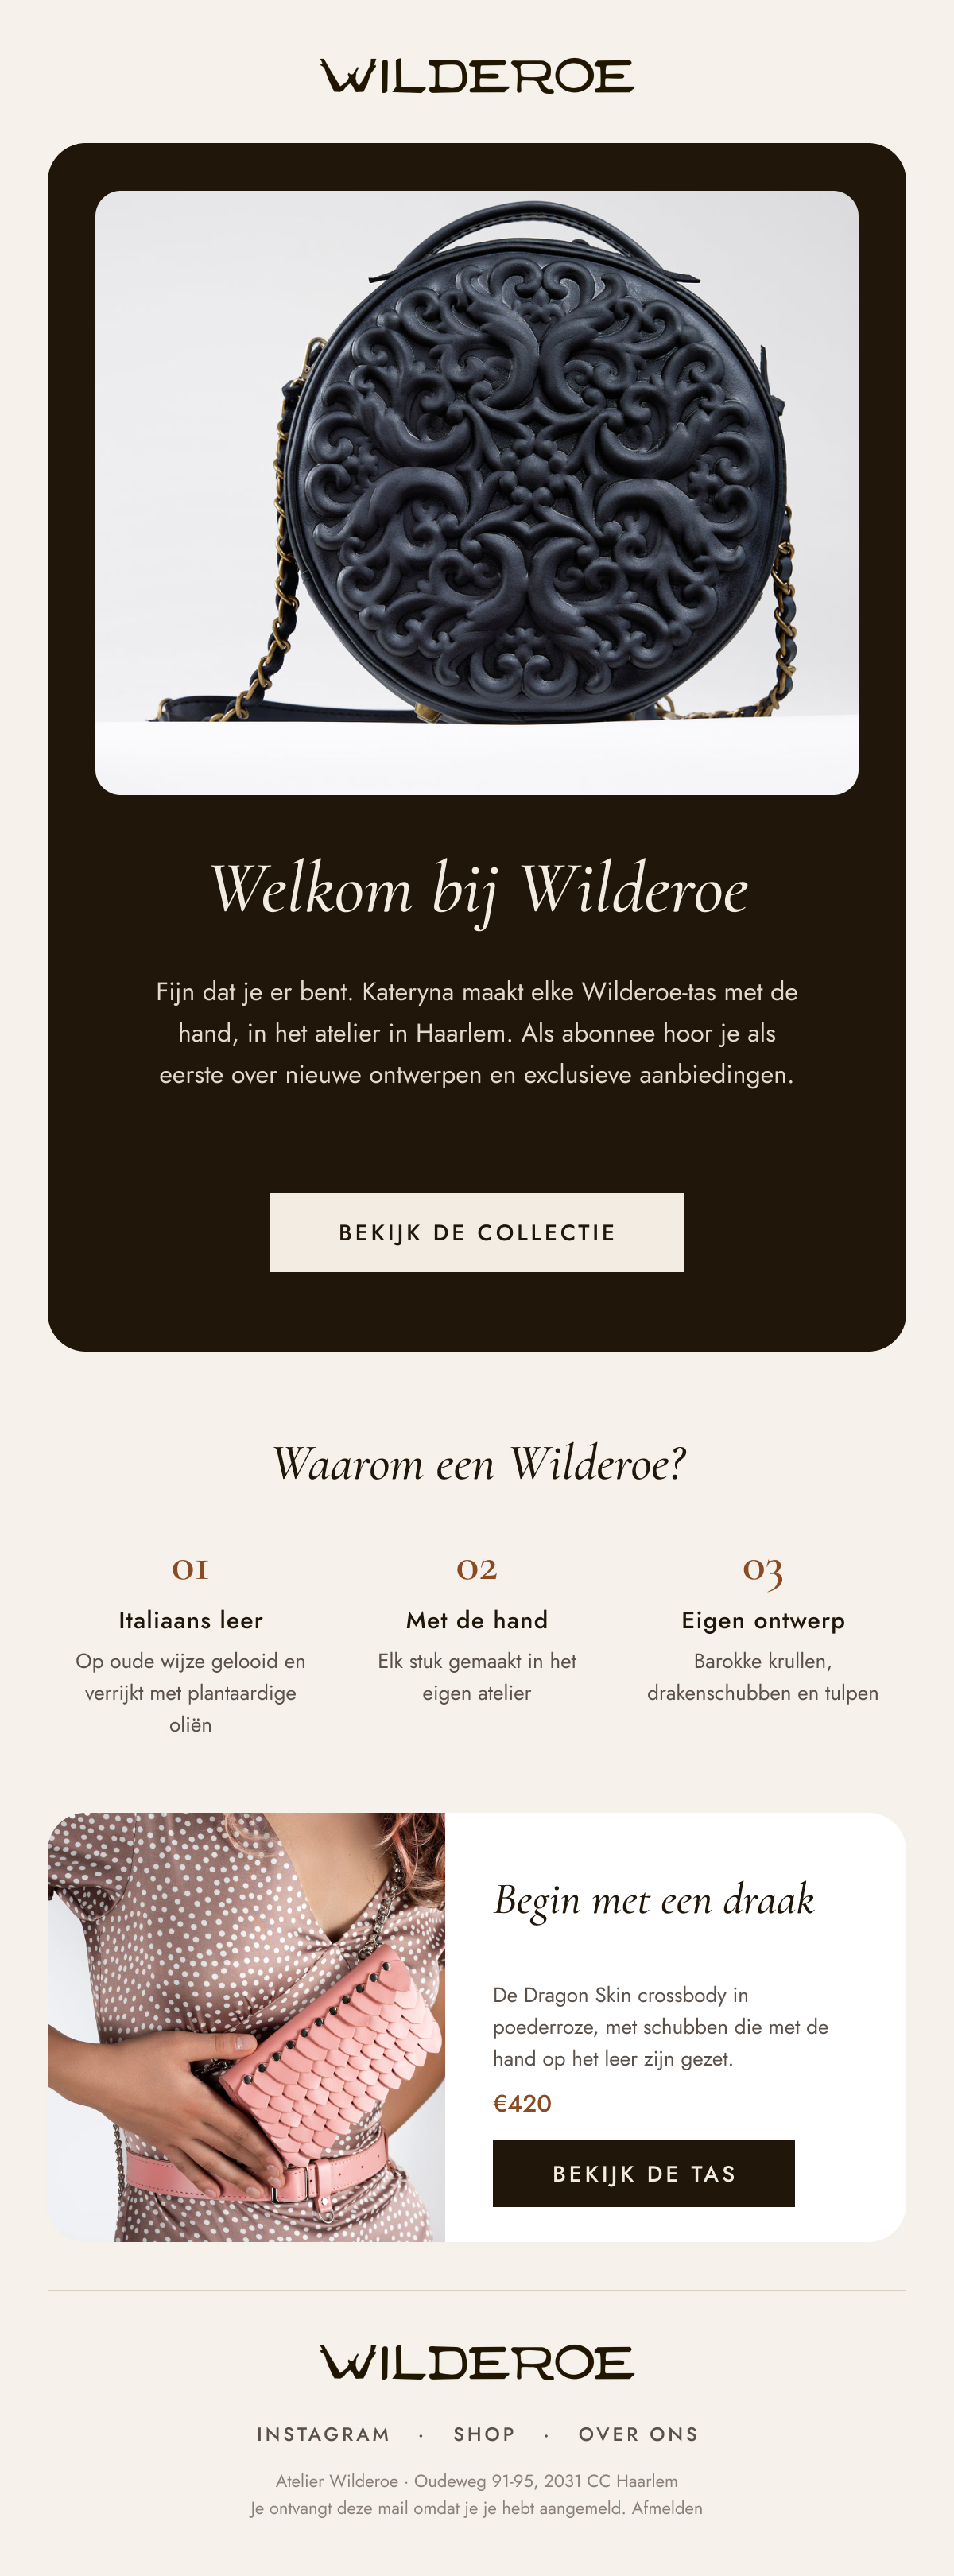 WILDEROE
Welkom bij Wilderoe
Fijn dat je er bent. Kateryna maakt elke Wilderoe-tas met de
hand, in het atelier in Haarlem. Als abonnee hoor je als
eerste over nieuwe ontwerpen en exclusieve aanbiedingen.
BEKIJK DE COLLECTIE
Waarom een Wilderoe?
01
Italiaans leer
Op oude wijze gelooid en
verrijkt met plantaardige
oliën
02
Met de hand
Elk stuk gemaakt in het
eigen atelier
03
Eigen ontwerp
Barokke krullen,
drakenschubben en tulpen
Begin met een draak
De Dragon Skin crossbody in
poederroze, met schubben die met de
hand op het leer zijn gezet.
€420
BEKIJK DE TAS
WILDEROE
INSTAGRAM · SHOP · OVER ONS
Atelier Wilderoe · Oudeweg 91-95, 2031 CC Haarlem
Je ontvangt deze mail omdat je je hebt aangemeld. Afmelden